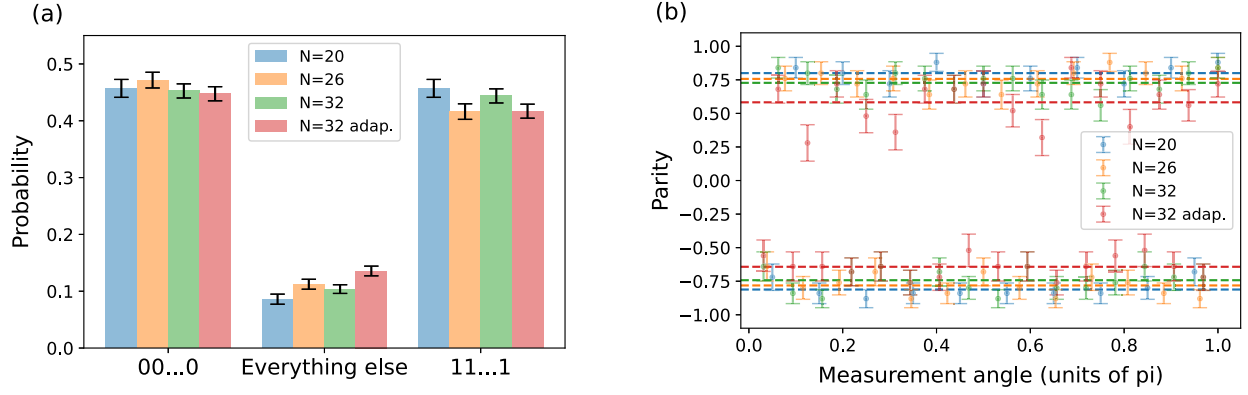 (a)
Probability
0.5
0.4
0.3
0.2
0.1
0.0
N=20
N=26
N=32
N=32 adap.
00...0
Everything else
11...1
(b)
Parity
1.00
0.75
0.50
0.25
0.00
−0.25
−0.50
−0.75
−1.00
N=20
N=26
N=32
N=32 adap.
0.0
0.2
0.4
0.6
0.8
1.0
Measurement angle (units of pi)